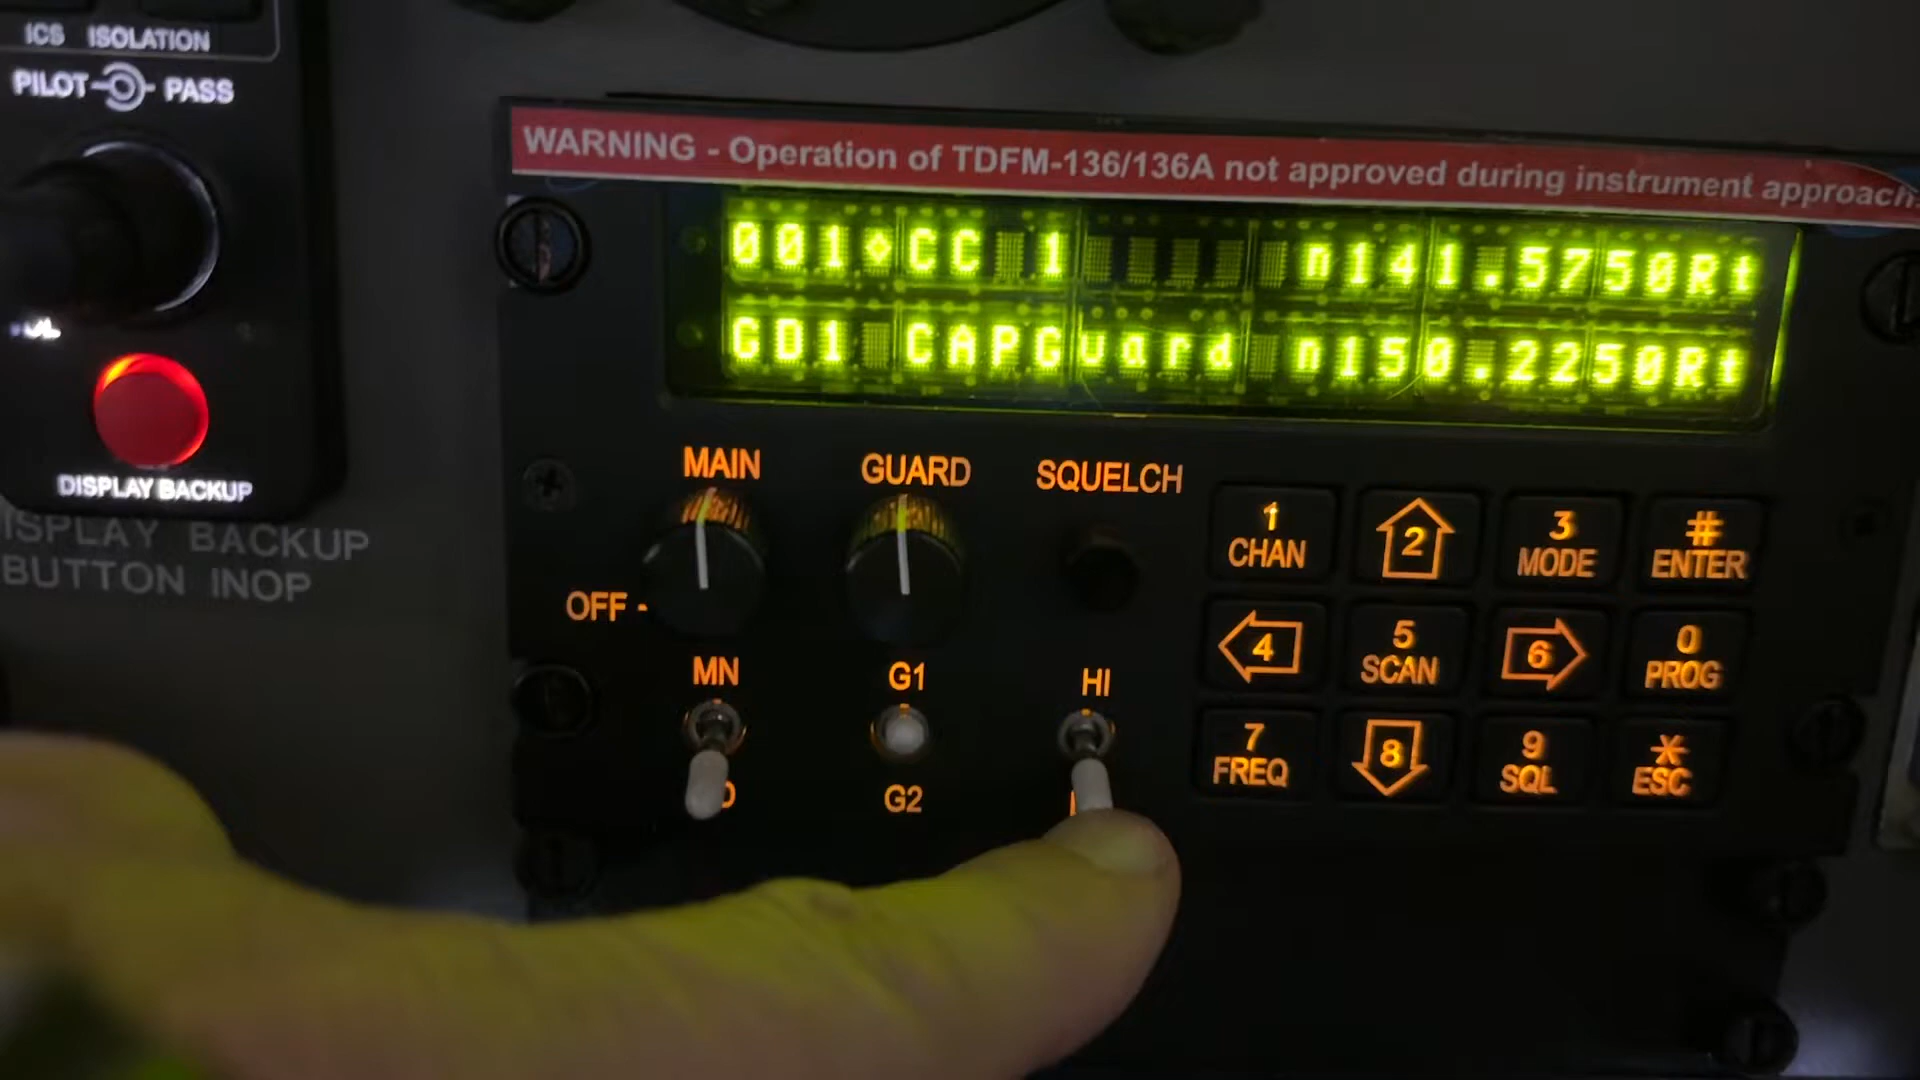 ICS ISOLATION
PILOT PASS
DISPLAY BACKUP
ISPLAY BACKUP
BUTTON INOP
WARNING - Operation of TDFM-136/136A not approved during instrument approach
001 CC 1 n141.5750Rt
GD1 CAPGuard n150.2250Rt
MAIN
GUARD
SQUELCH
OFF -
MN
G1
HI
G2
1 CHAN
2
3 MODE
# ENTER
4
5 SCAN
6
0 PROG
7 FREQ
8
9 SQL
* ESC